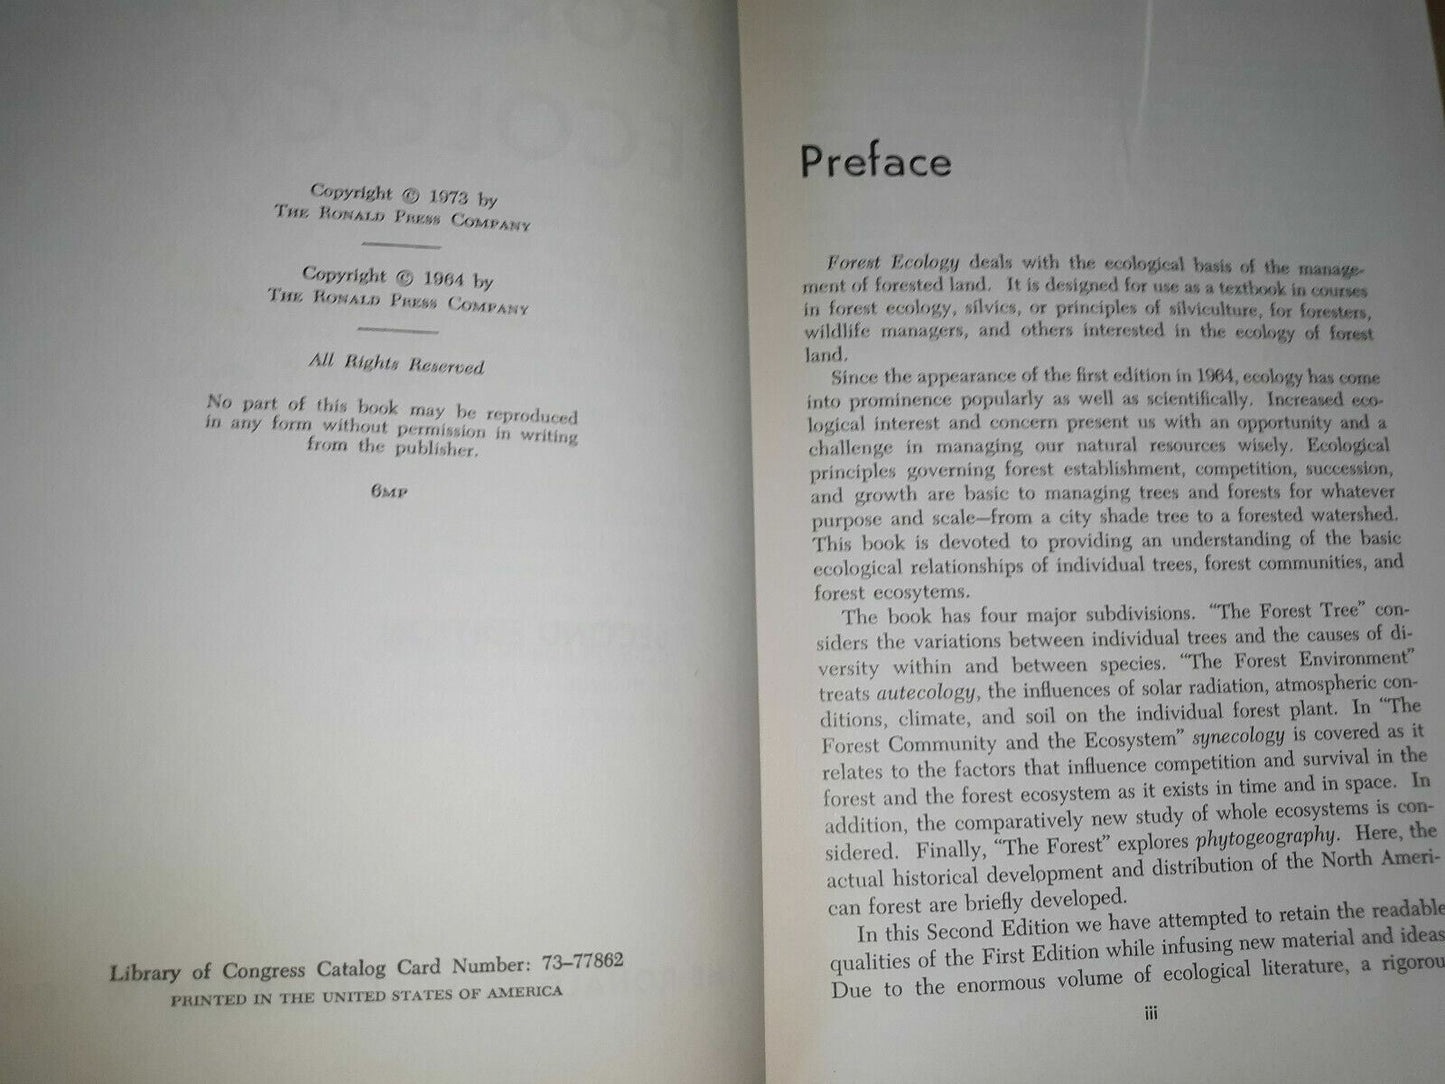 Copyright © 1973 by
THE RONALD PRESS COMPANY
Copyright © 1964 by
THE RONALD PRESS COMPANY
All Rights Reserved
No part of this book may be reproduced
in any form without permission in writing
from the publisher.
6MP
Library of Congress Catalog Card Number: 73–77862
PRINTED IN THE UNITED STATES OF AMERICA
Preface
Forest Ecology deals with the ecological basis of the manage-
ment of forested land. It is designed for use as a textbook in courses
in forest ecology, silvics, or principles of silviculture, for foresters,
wildlife managers, and others interested in the ecology of forest
land.
Since the appearance of the first edition in 1964, ecology has come
into prominence popularly as well as scientifically. Increased eco-
logical interest and concern present us with an opportunity and a
challenge in managing our natural resources wisely. Ecological
principles governing forest establishment, competition, succession,
and growth are basic to managing trees and forests for whatever
purpose and scale—from a city shade tree to a forested watershed.
This book is devoted to providing an understanding of the basic
ecological relationships of individual trees, forest communities, and
forest ecosytems.
The book has four major subdivisions. “The Forest Tree” con-
siders the variations between individual trees and the causes of di-
versity within and between species. “The Forest Environment”
treats autecology, the influences of solar radiation, atmospheric con-
ditions, climate, and soil on the individual forest plant. In “The
Forest Community and the Ecosystem” synecology is covered as it
relates to the factors that influence competition and survival in the
forest and the forest ecosystem as it exists in time and in space. In
addition, the comparatively new study of whole ecosystems is con-
sidered. Finally, “The Forest” explores phytogeography. Here, the
actual historical development and distribution of the North Ameri-
can forest are briefly developed.
In this Second Edition we have attempted to retain the readable
qualities of the First Edition while infusing new material and ideas
Due to the enormous volume of ecological literature, a rigorou
iii